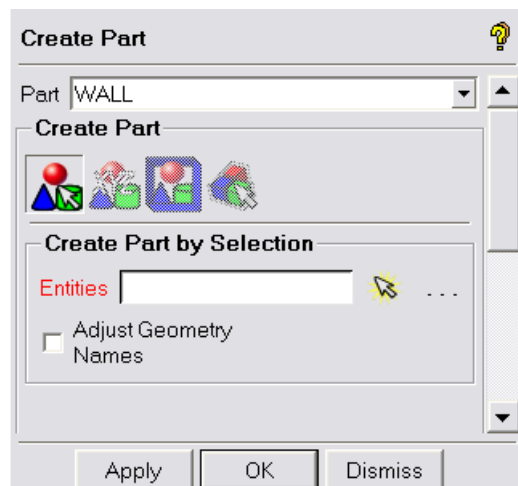 Create Part
Part WALL
Create Part
Create Part by Selection
Entities ...
Adjust Geometry
Names
Apply OK Dismiss